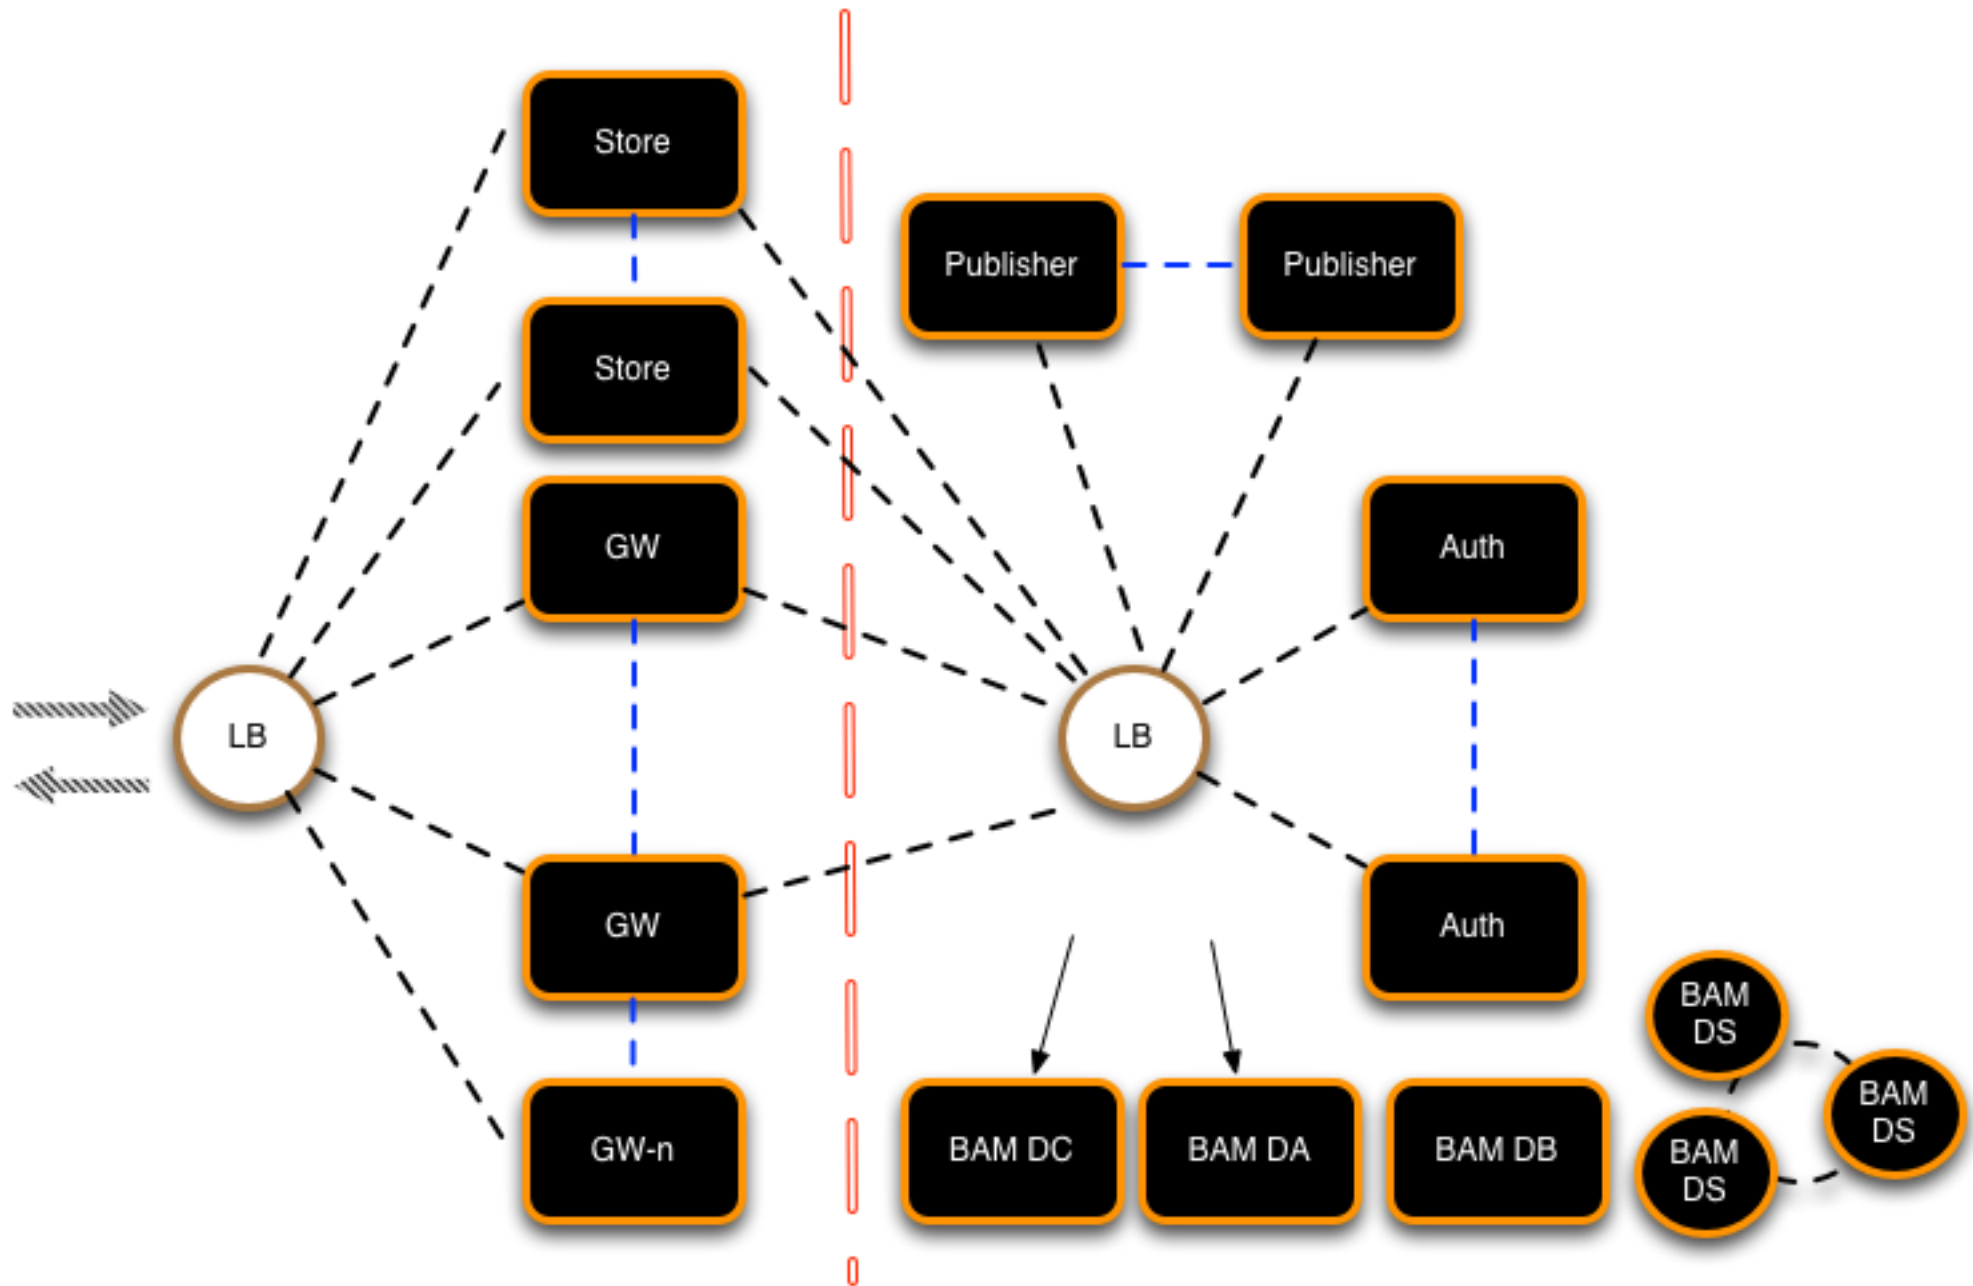 Store
Publisher
Publisher
Store
GW
Auth
LB
LB
GW
Auth
BAM
DS
BAM
DS
GW-n
BAM DC
BAM DA
BAM DB
BAM
DS